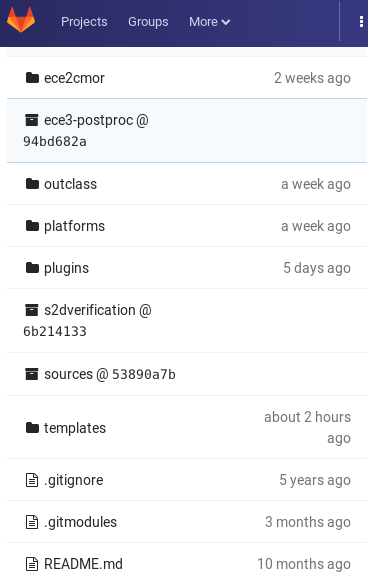 Projects Groups More
ece2cmor 2 weeks ago
ece3-postproc @
94bd682a
outclass a week ago
platforms a week ago
plugins 5 days ago
s2dverification @
6b214133
sources @ 53890a7b
templates about 2 hours
ago
.gitignore 5 years ago
.gitmodules 3 months ago
README.md 10 months ago